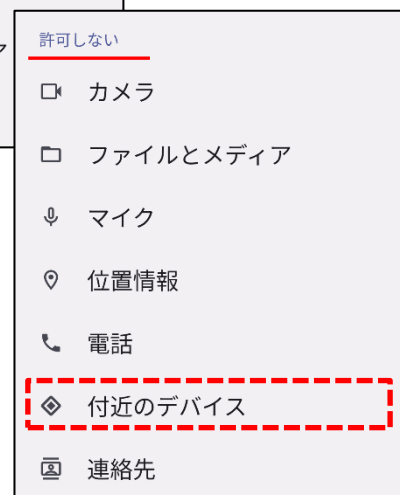 許可しない
カメラ
ファイルとメディア
マイク
位置情報
電話
付近のデバイス
連絡先